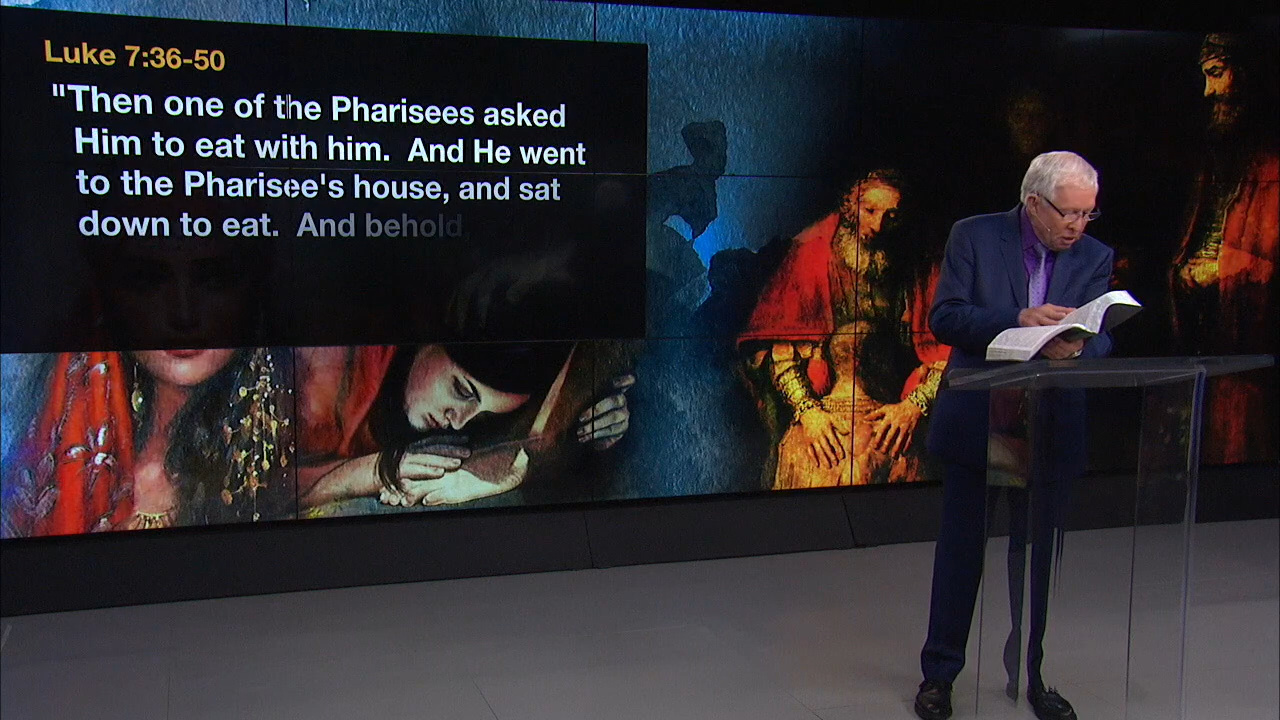 Luke 7:36-50
"Then one of the Pharisees asked
Him to eat with him. And He went
to the Pharisee's house, and sat
down to eat. And behold,